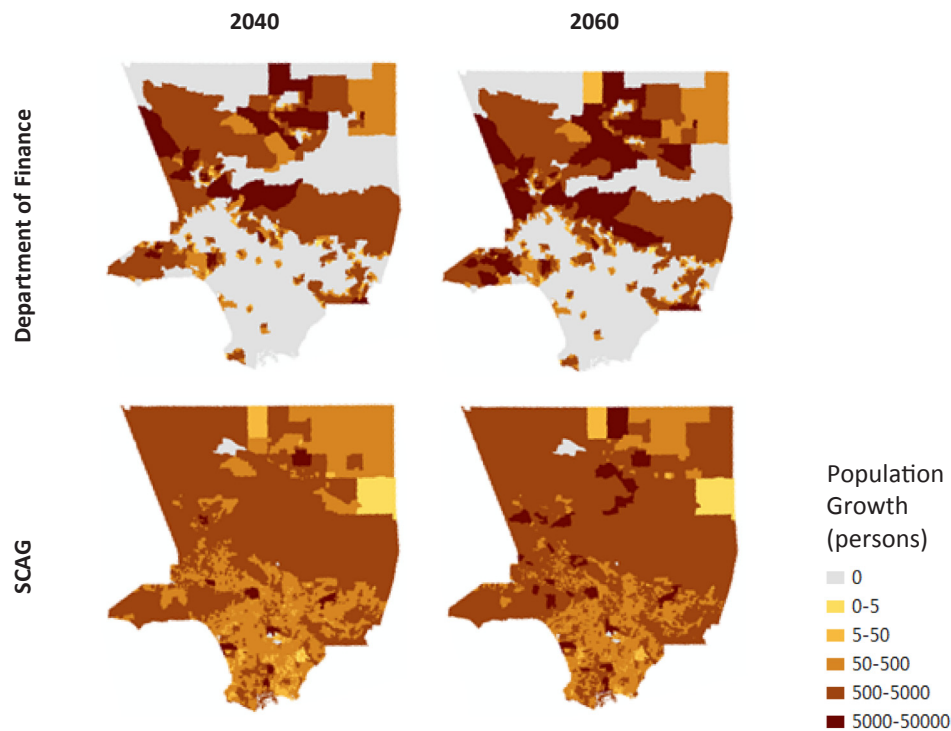 2040
2060
Department of Finance
SCAG
Population
Growth
(persons)
0
0-5
5-50
50-500
500-5000
5000-50000